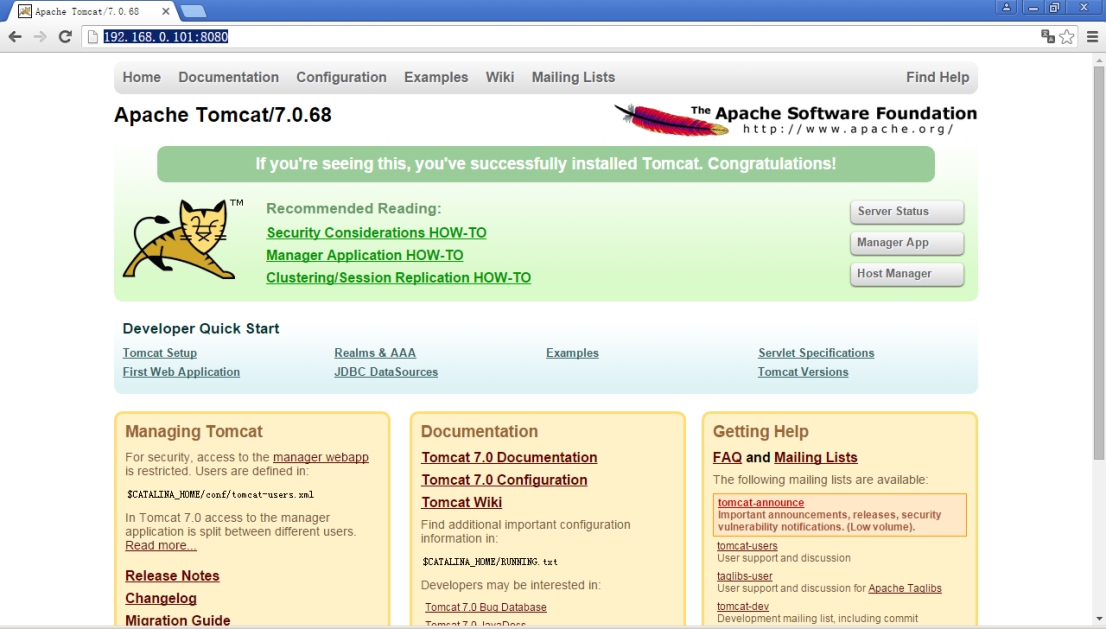 Apache Tomcat/7.0.68
192.168.0.101:8080
Home Documentation Configuration Examples Wiki Mailing Lists Find Help
Apache Tomcat/7.0.68
The Apache Software Foundation
http://www.apache.org/
If you're seeing this, you've successfully installed Tomcat. Congratulations!
TM
Recommended Reading:
Security Considerations HOW-TO
Manager Application HOW-TO
Clustering/Session Replication HOW-TO
Server Status
Manager App
Host Manager
Developer Quick Start
Tomcat Setup
First Web Application
Realms & AAA
JDBC DataSources
Examples
Servlet Specifications
Tomcat Versions
Managing Tomcat
For security, access to the manager webapp
is restricted. Users are defined in:
$CATALINA_HOME/conf/tomcat-users.xml
In Tomcat 7.0 access to the manager
application is split between different users.
Read more...
Release Notes
Changelog
Migration Guide
Documentation
Tomcat 7.0 Documentation
Tomcat 7.0 Configuration
Tomcat Wiki
Find additional important configuration
information in:
$CATALINA_HOME/RUNNING.txt
Developers may be interested in:
Tomcat 7.0 Bug Database
Tomcat 7.0 JavaDocs
Getting Help
FAQ and Mailing Lists
The following mailing lists are available:
tomcat-announce
Important announcements, releases, security
vulnerability notifications. (Low volume).
tomcat-users
User support and discussion
taglibs-user
User support and discussion for Apache Taglibs
tomcat-dev
Development mailing list, including commit